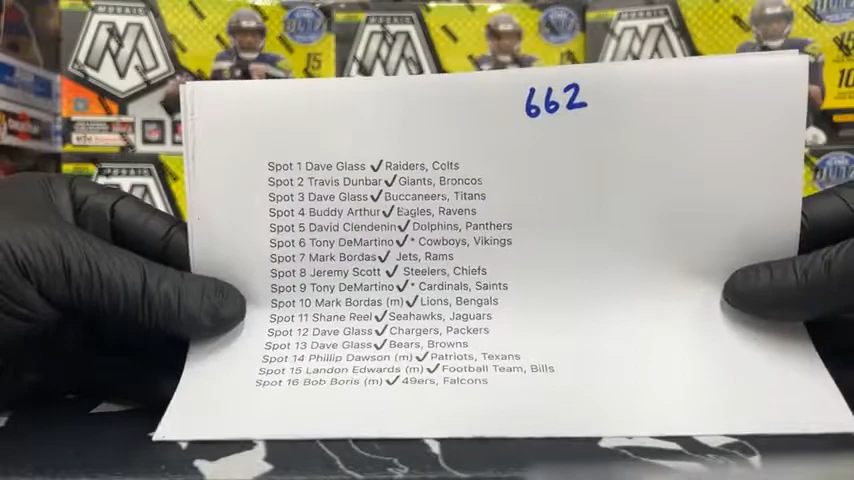 MOSAIC
MOSAIC
MOSAIC
15
10
662
Spot 1 Dave Glass ✔Raiders, Colts
Spot 2 Travis Dunbar✔Giants, Broncos
Spot 3 Dave Glass✔Buccaneers, Titans
Spot 4 Buddy Arthur✔Eagles, Ravens
Spot 5 David Clendenin✔Dolphins, Panthers
Spot 6 Tony DeMartino✔* Cowboys, Vikings
Spot 7 Mark Bordas✔ Jets, Rams
Spot 8 Jeremy Scott ✔ Steelers, Chiefs
Spot 9 Tony DeMartino✔* Cardinals, Saints
Spot 10 Mark Bordas (m)✔Lions, Bengals
Spot 11 Shane Reel✔Seahawks, Jaguars
Spot 12 Dave Glass✔Chargers, Packers
Spot 13 Dave Glass✔Bears, Browns
Spot 14 Phillip Dawson (m)✔Patriots, Texans
Spot 15 Landon Edwards (m)✔Football Team, Bills
Spot 16 Bob Boris (m)✔49ers, Falcons